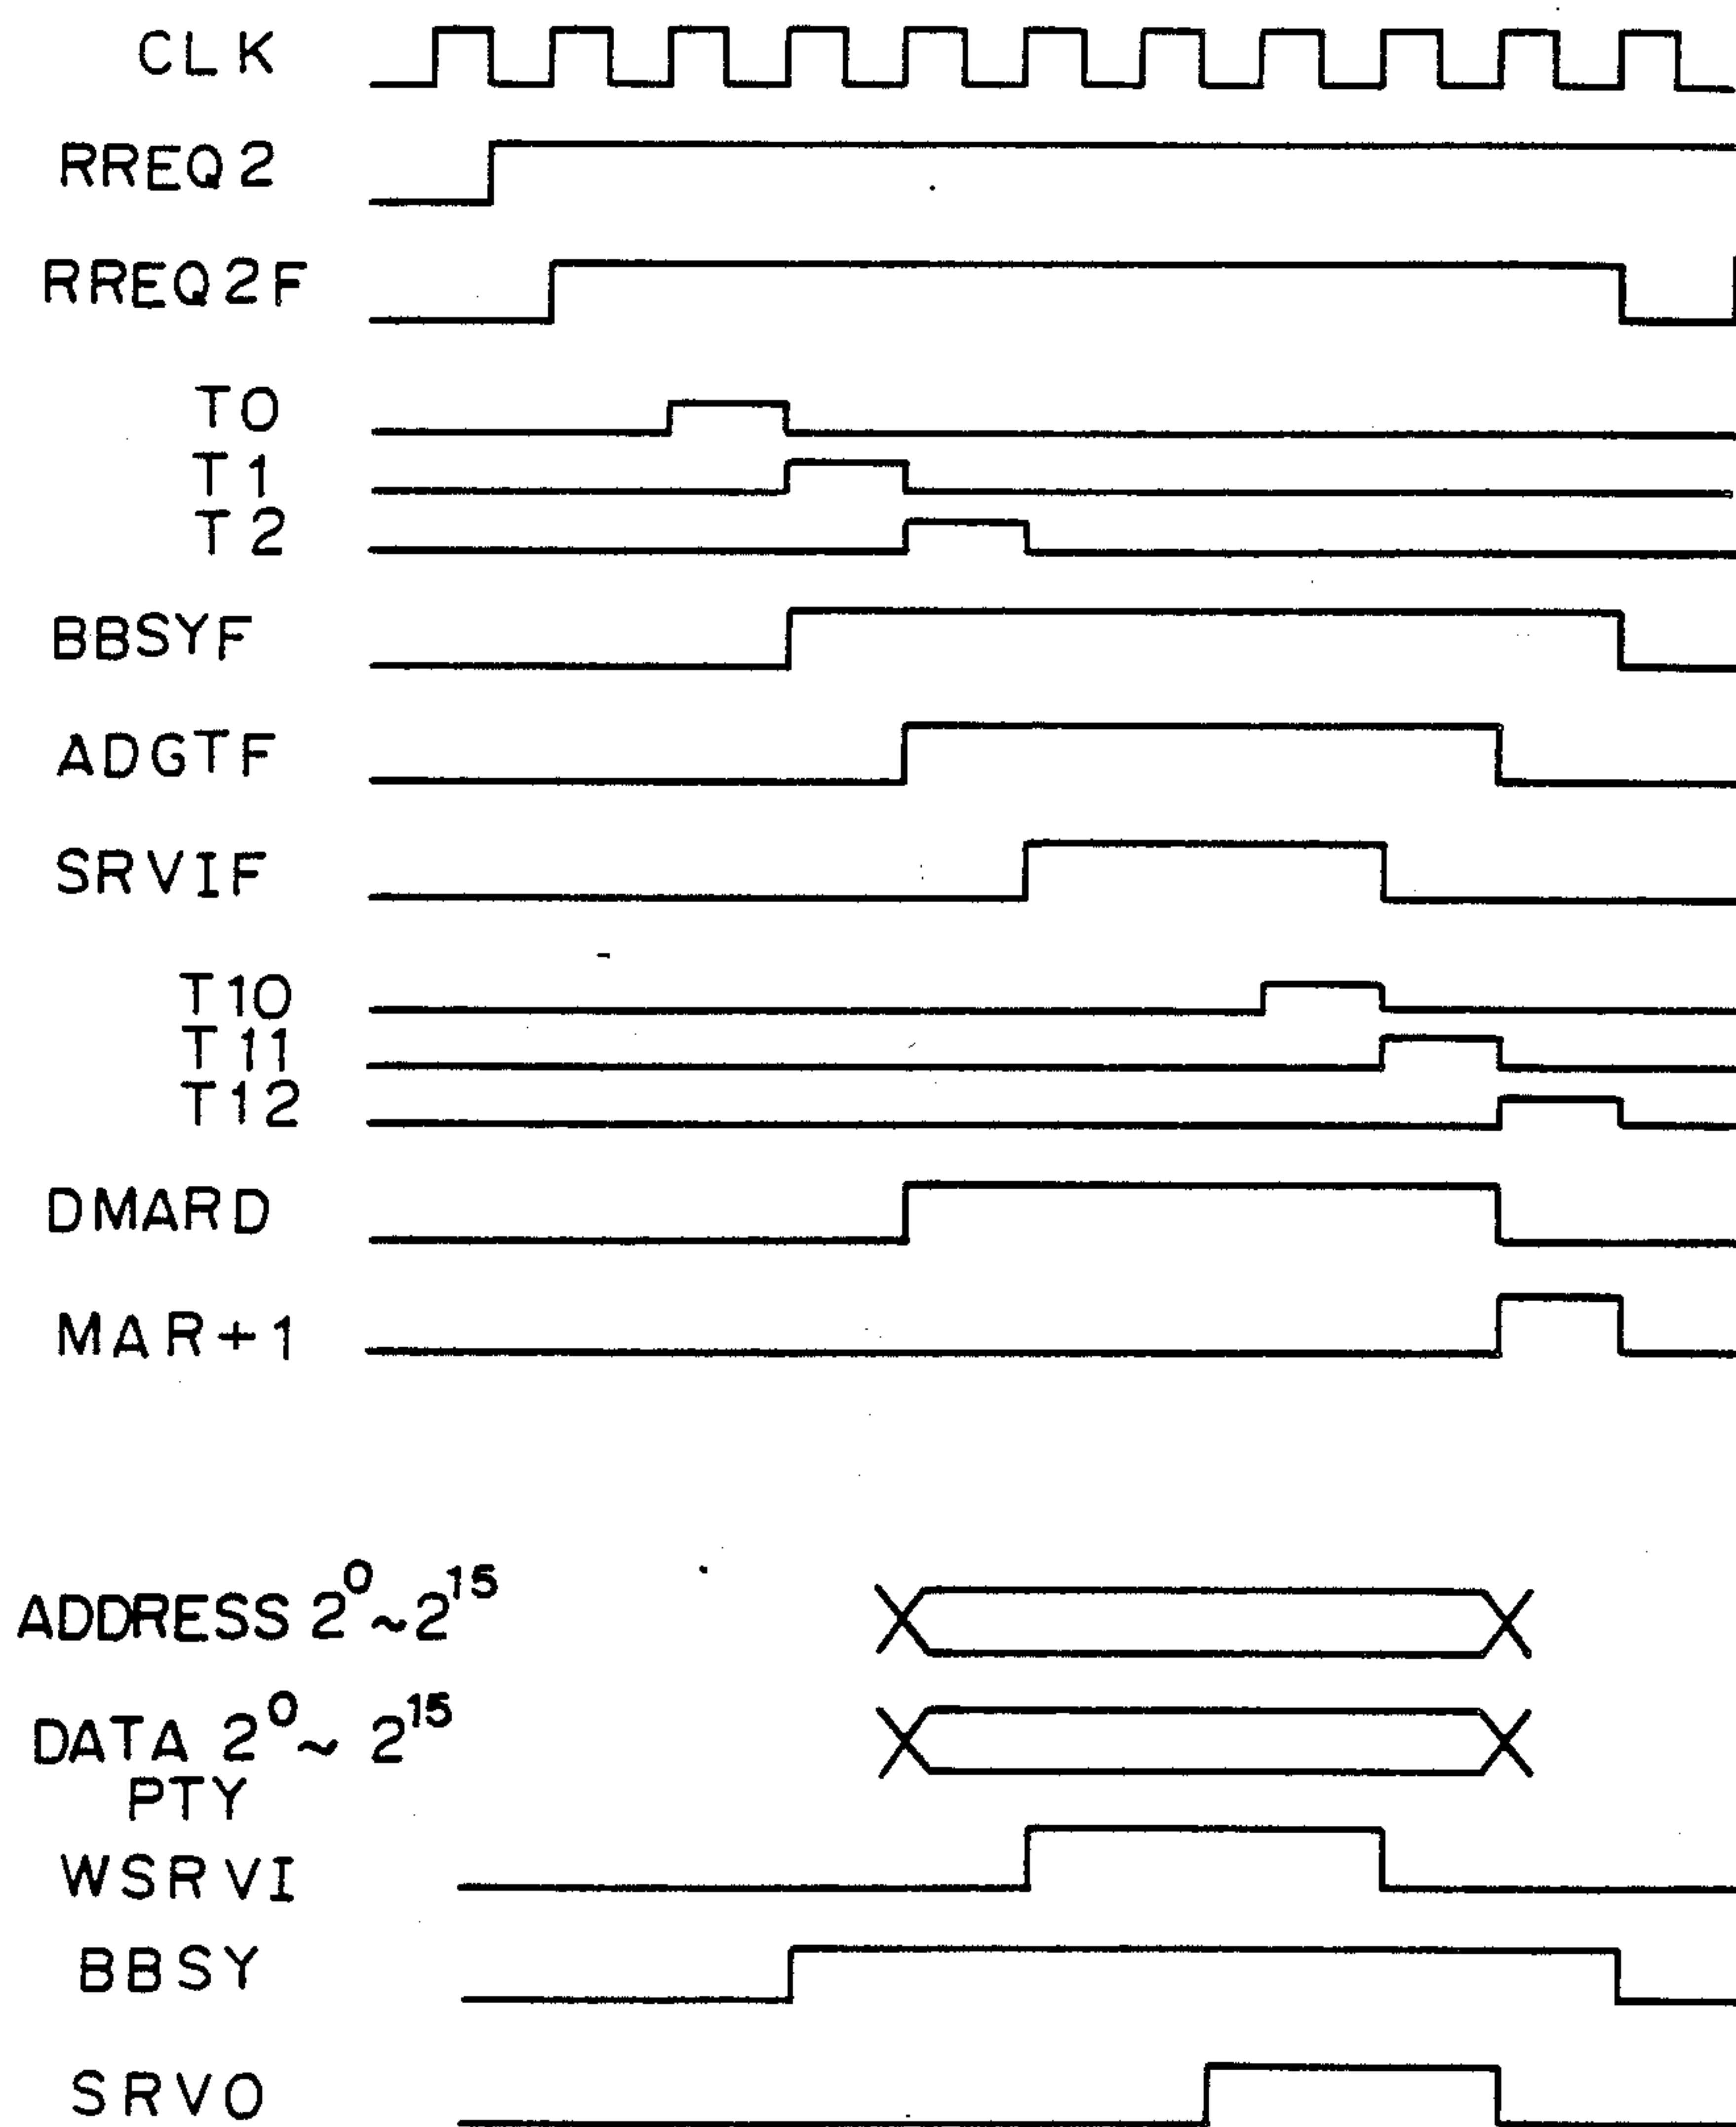 CLK
RREQ2
RREQ2F
T0
T1
T2
BBSYF
ADGTF
SRVIF
T10
T11
T12
DMARD
MAR+1
ADDRESS 2⁰~2¹⁵
DATA 2⁰~ 2¹⁵
PTY
WSRVI
BBSY
SRVO